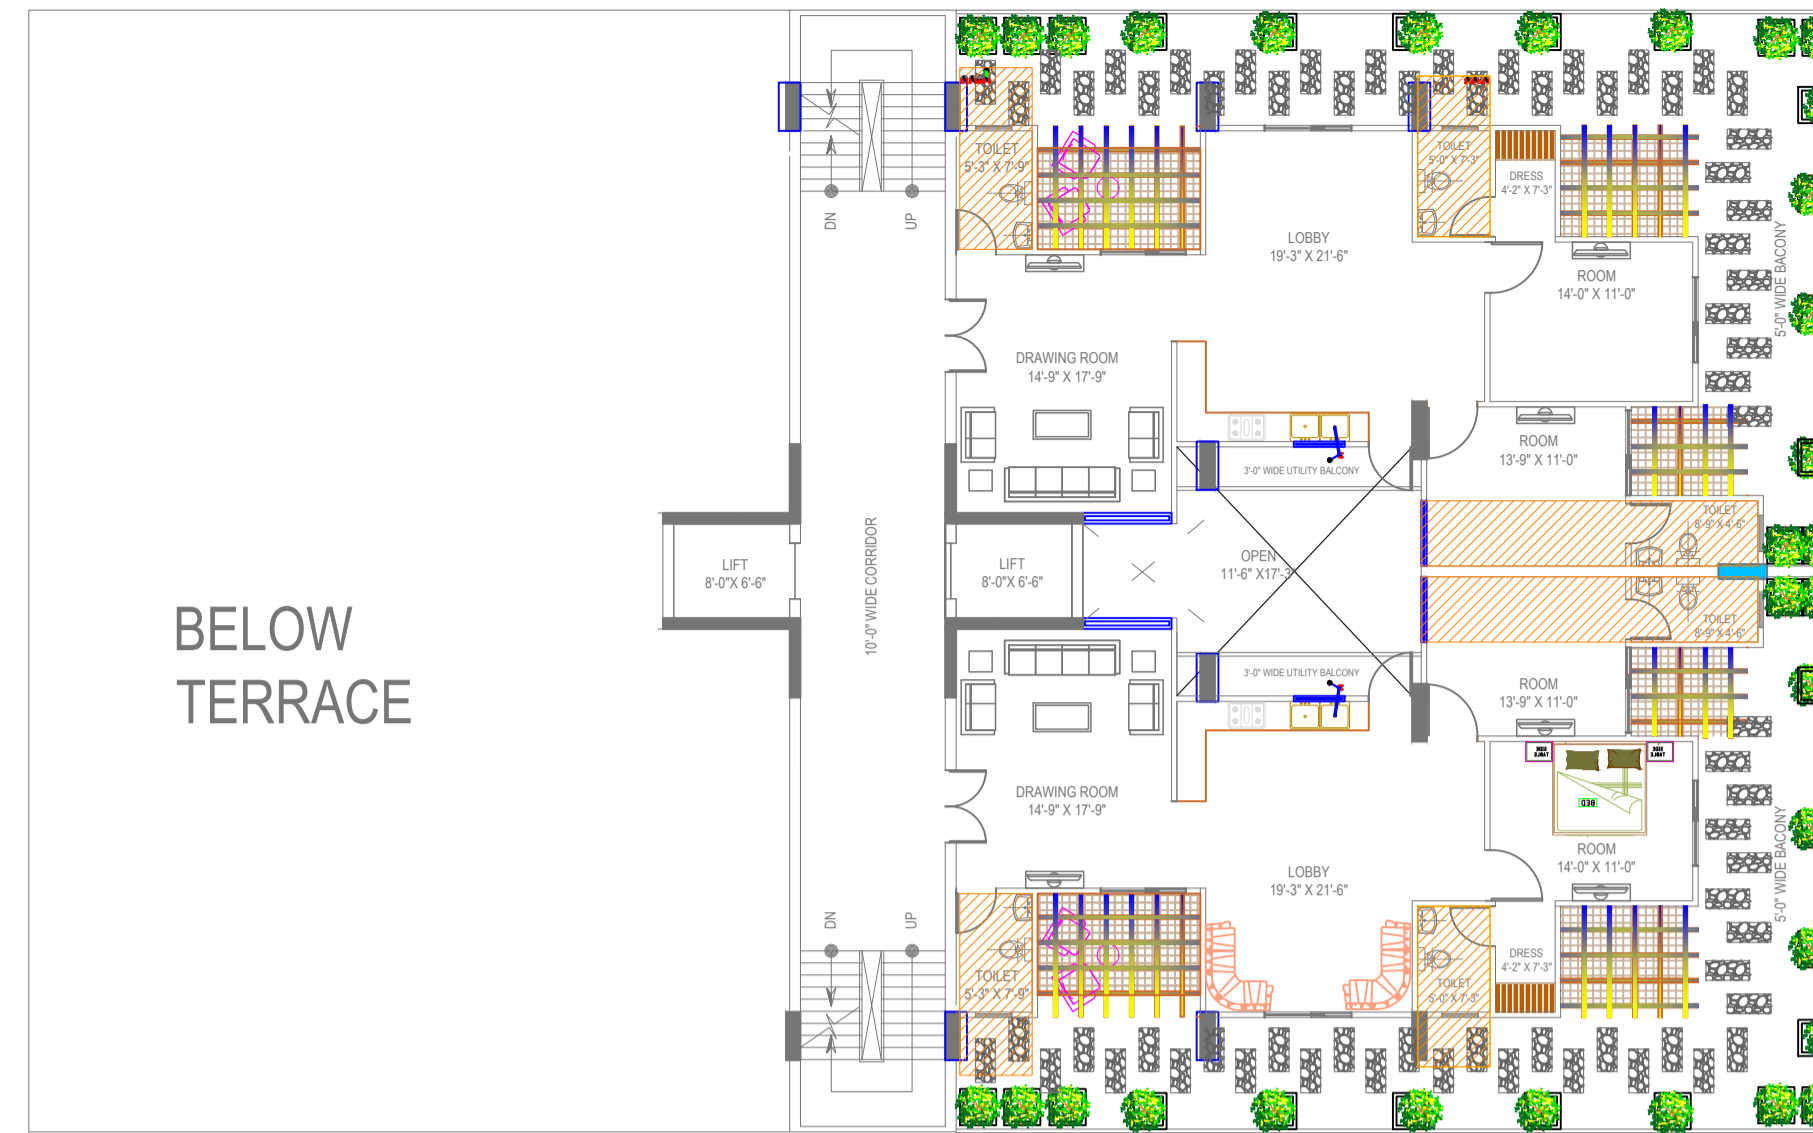 TOILET
5'-3" X 7'-9"
TOILET
5'-0" X 7'-3"
DRESS
4'-2" X 7'-3"
DN
UP
LOBBY
19'-3" X 21'-6"
ROOM
14'-0" X 11'-0"
5'-0" WIDE BACONY
DRAWING ROOM
14'-9" X 17'-9"
ROOM
13'-9" X 11'-0"
3'-0" WIDE UTILITY BALCONY
TOILET
8'-9" X 4'-6"
LIFT
8'-0"X 6'-6"
10'-0" WIDE CORRIDOR
LIFT
8'-0"X 6'-6"
OPEN
11'-6" X17'-3"
BELOW
TERRACE
TOILET
8'-9" X 4'-6"
3'-0" WIDE UTILITY BALCONY
ROOM
13'-9" X 11'-0"
SIDE
TABLE
SIDE
TABLE
BED
DRAWING ROOM
14'-9" X 17'-9"
ROOM
14'-0" X 11'-0"
5'-0" WIDE BACONY
LOBBY
19'-3" X 21'-6"
DN
UP
TOILET
5'-3" X 7'-9"
DRESS
4'-2" X 7'-3"
TOILET
5'-0" X 7'-3"